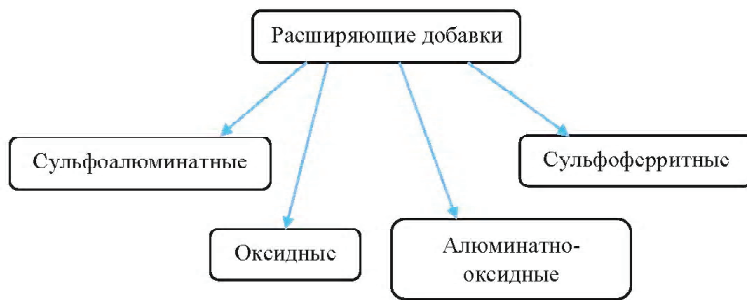 Расширяющие добавки
Сульфоалюминатные
Сульфоферритные
Оксидные
Алюминатно-
оксидные